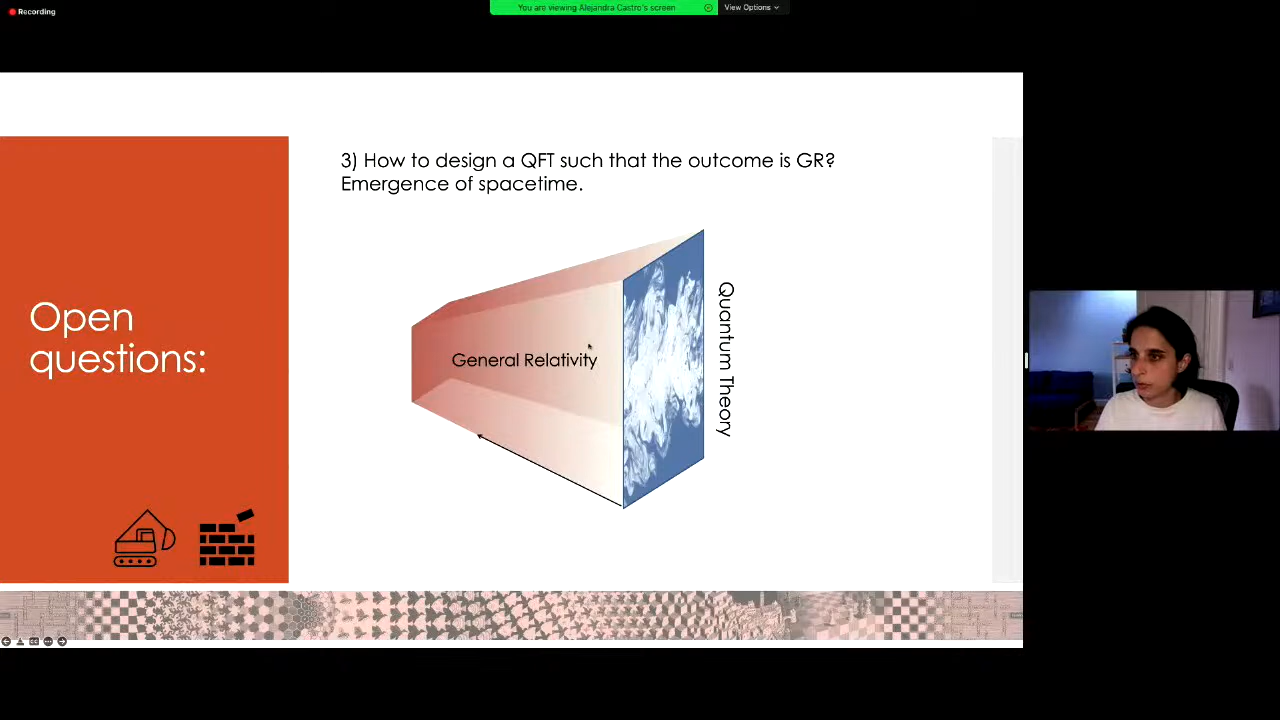 Recording
You are viewing Alejandra Castro's screen
View Options
3) How to design a QFT such that the outcome is GR?
Emergence of spacetime.
Open
questions:
General Relativity
Quantum Theory